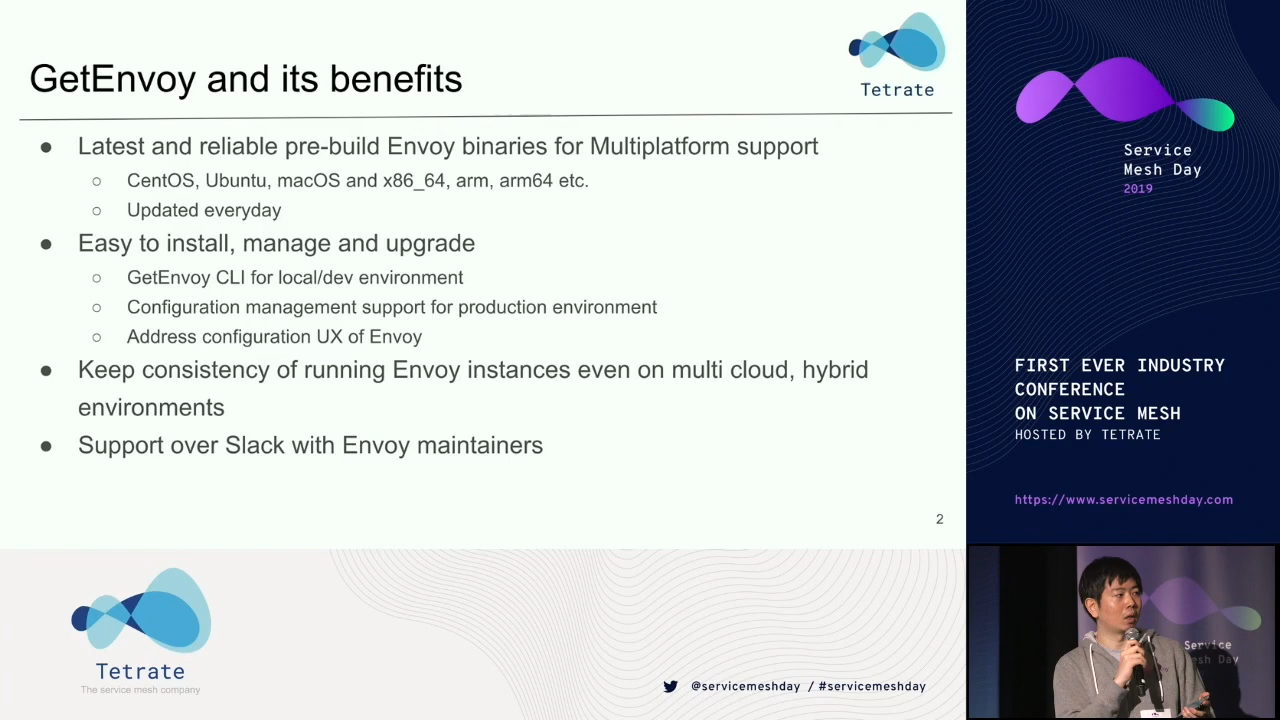 GetEnvoy and its benefits
Tetrate
● Latest and reliable pre-build Envoy binaries for Multiplatform support
○ CentOS, Ubuntu, macOS and x86_64, arm, arm64 etc.
○ Updated everyday
● Easy to install, manage and upgrade
○ GetEnvoy CLI for local/dev environment
○ Configuration management support for production environment
○ Address configuration UX of Envoy
● Keep consistency of running Envoy instances even on multi cloud, hybrid
environments
● Support over Slack with Envoy maintainers
2
Tetrate
The service mesh company
@servicemeshday / #servicemeshday
Service
Mesh Day
2019
FIRST EVER INDUSTRY
CONFERENCE
ON SERVICE MESH
HOSTED BY TETRATE
https://www.servicemeshday.com
Service
Day